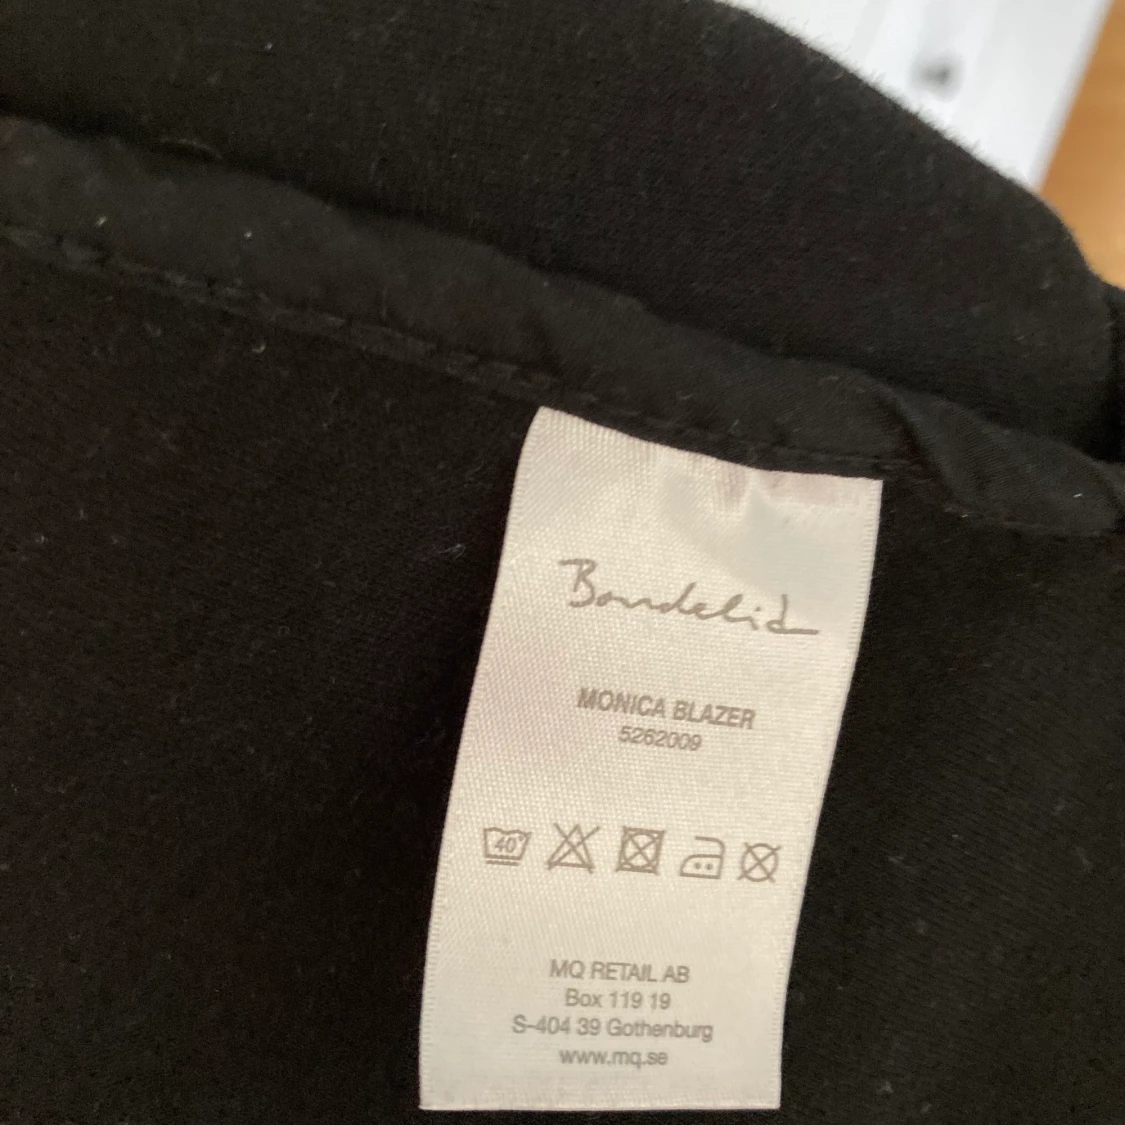 Bondelid
MONICA BLAZER
5262009
40°
MQ RETAIL AB
Box 119 19
S-404 39 Gothenburg
www.mq.se